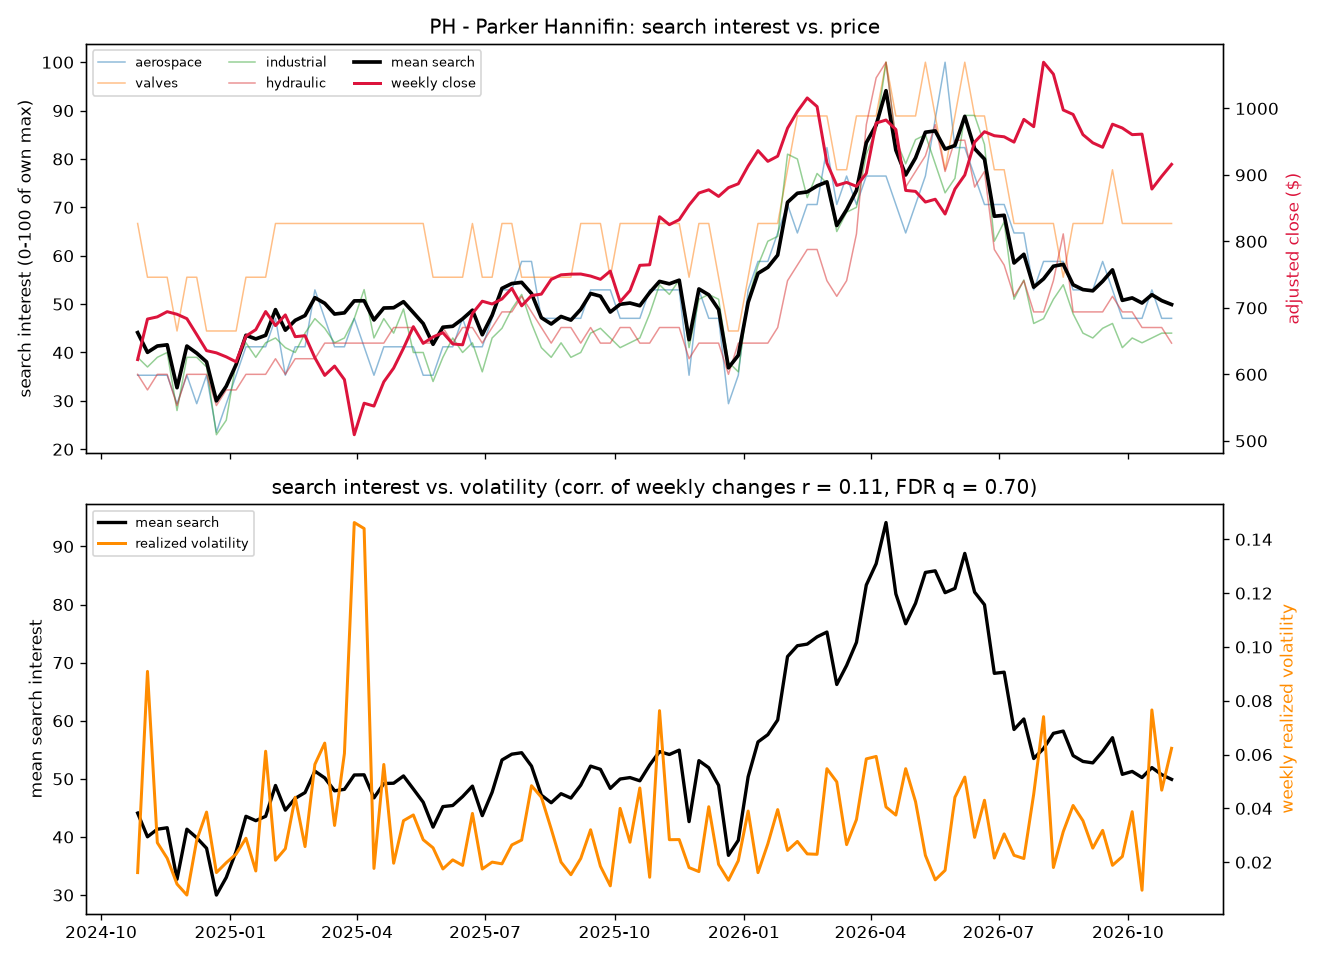 PH - Parker Hannifin: search interest vs. price
aerospace
valves
industrial
hydraulic
mean search
weekly close
100
90
80
70
60
50
40
30
20
search interest (0-100 of own max)
1000
900
800
700
600
500
adjusted close ($)
search interest vs. volatility (corr. of weekly changes r = 0.11, FDR q = 0.70)
mean search
realized volatility
90
80
70
60
50
40
30
mean search interest
0.14
0.12
0.10
0.08
0.06
0.04
0.02
weekly realized volatility
2024-10
2025-01
2025-04
2025-07
2025-10
2026-01
2026-04
2026-07
2026-10